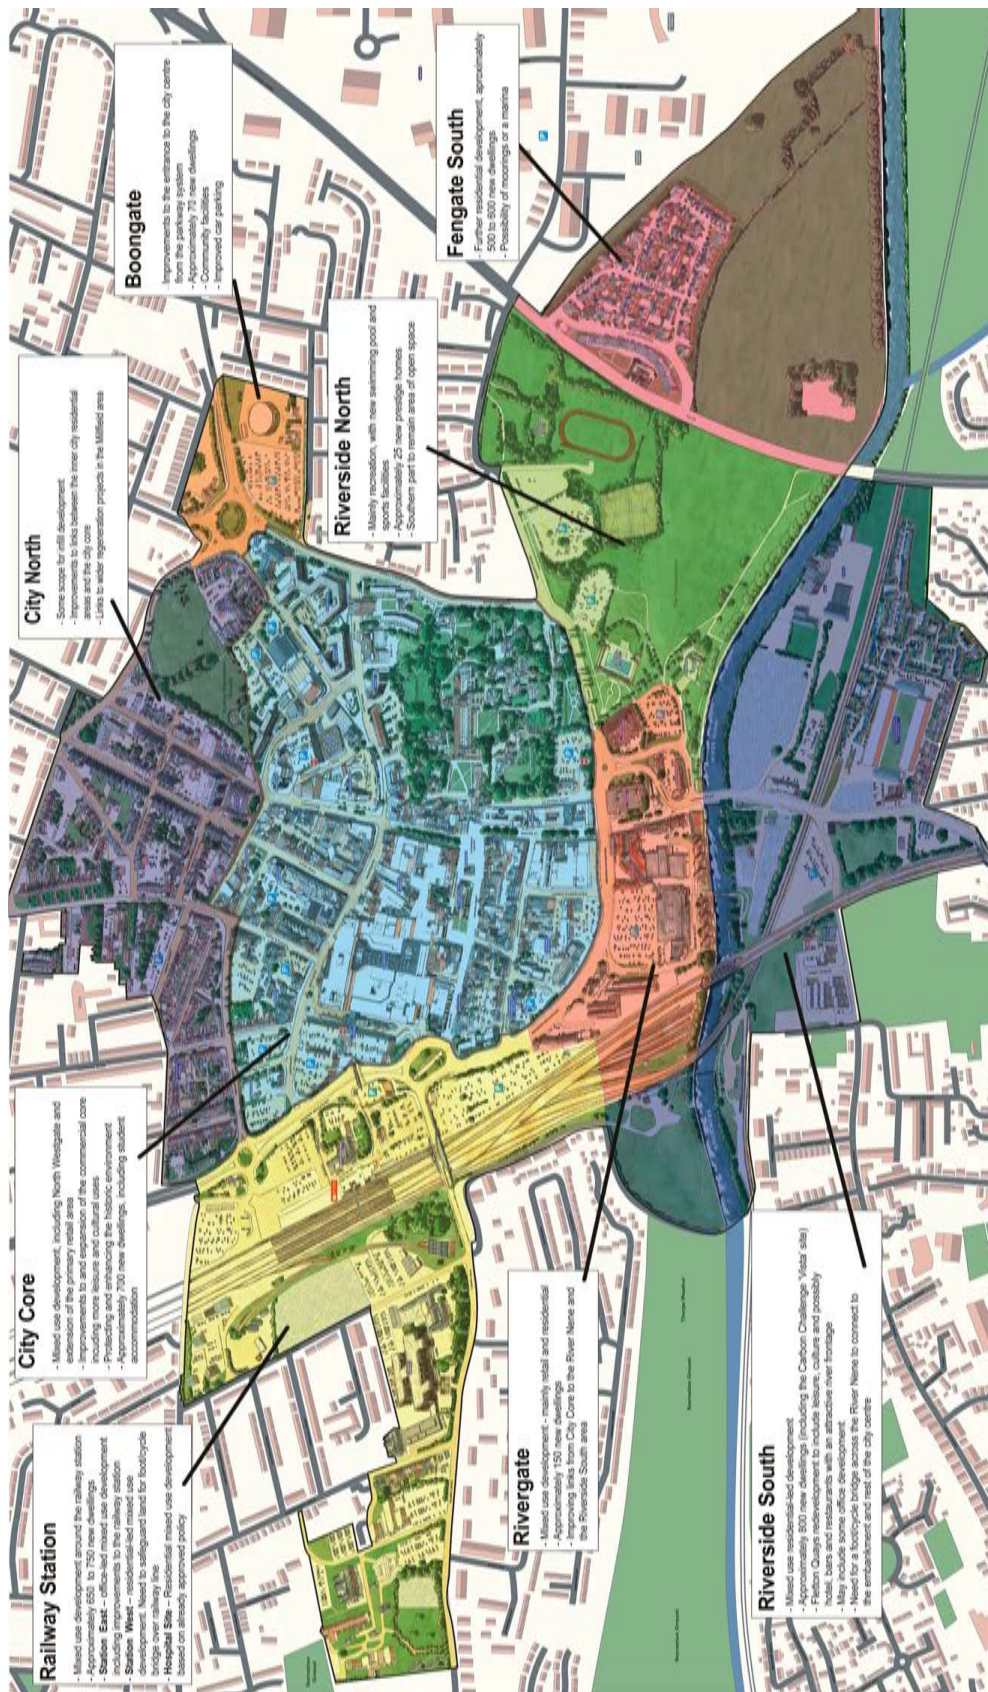 Railway Station
- Mixed use development around the railway station
- Approximately 650 to 750 new dwellings
- Station East – office-led mixed use development
including improvements to the railway station
- Station West – residential-led mixed use
development. Need to safeguard land for foot/cycle
bridge over railway line
- Hospital Site – Residential mixed use development
based on already approved policy
City Core
- Mixed use development, including North Westgate and
extension of the primary retail area
- Improvements to and expansion of the commercial core
including more leisure and cultural uses
- Protecting and enhancing the historic environment
- Approximately 700 new dwellings, including student
accommodation
City North
- Some scope for infill development
- Improvements to links between the inner city residential
areas and the city core
- Links to wider regeneration projects in the Millfield area
Boongate
Improvements to the entrance to the city centre
from the parkway system
- Approximately 70 new dwellings
- Community facilities
- Improved car parking
Rivergate
- Mixed use development – mainly retail and residential
- Approximately 150 new dwellings
- Improving links from City Core to the River Nene and
the Riverside South area
Riverside North
- Mainly recreation, with new swimming pool and
sports facilities
- Approximately 25 new prestige homes
- Southern part to remain area of open space
Fengate South
- Further residential development, aproximately
500 to 600 new dwellings
- Possibility of moorings or a marina
Riverside South
- Mixed use residential-led development
- Approximately 800 new dwellings (including the Carbon Challenge 'Vista' site)
- Fletton Quays redevelopment to include leisure, culture and possibly
hotel, bars and restaurants with an attractive river frontage
- May include some office development
- Need for a foot/cycle bridge across the River Nene to connect to
the embankment and rest of the city centre